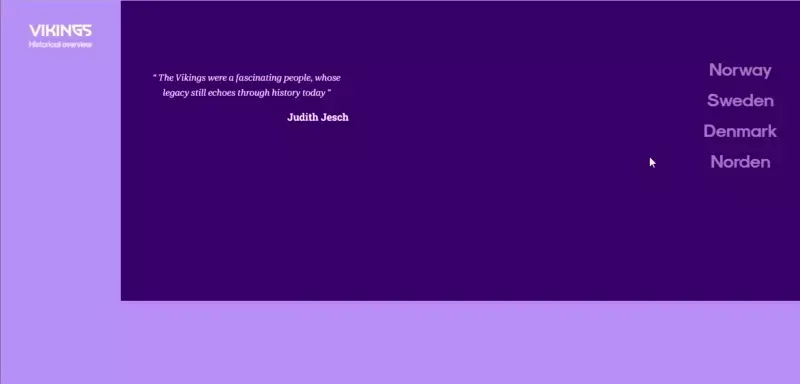 VIKINGS
Historical overview
" The Vikings were a fascinating people, whose
legacy still echoes through history today "
Judith Jesch
Norway
Sweden
Denmark
Norden